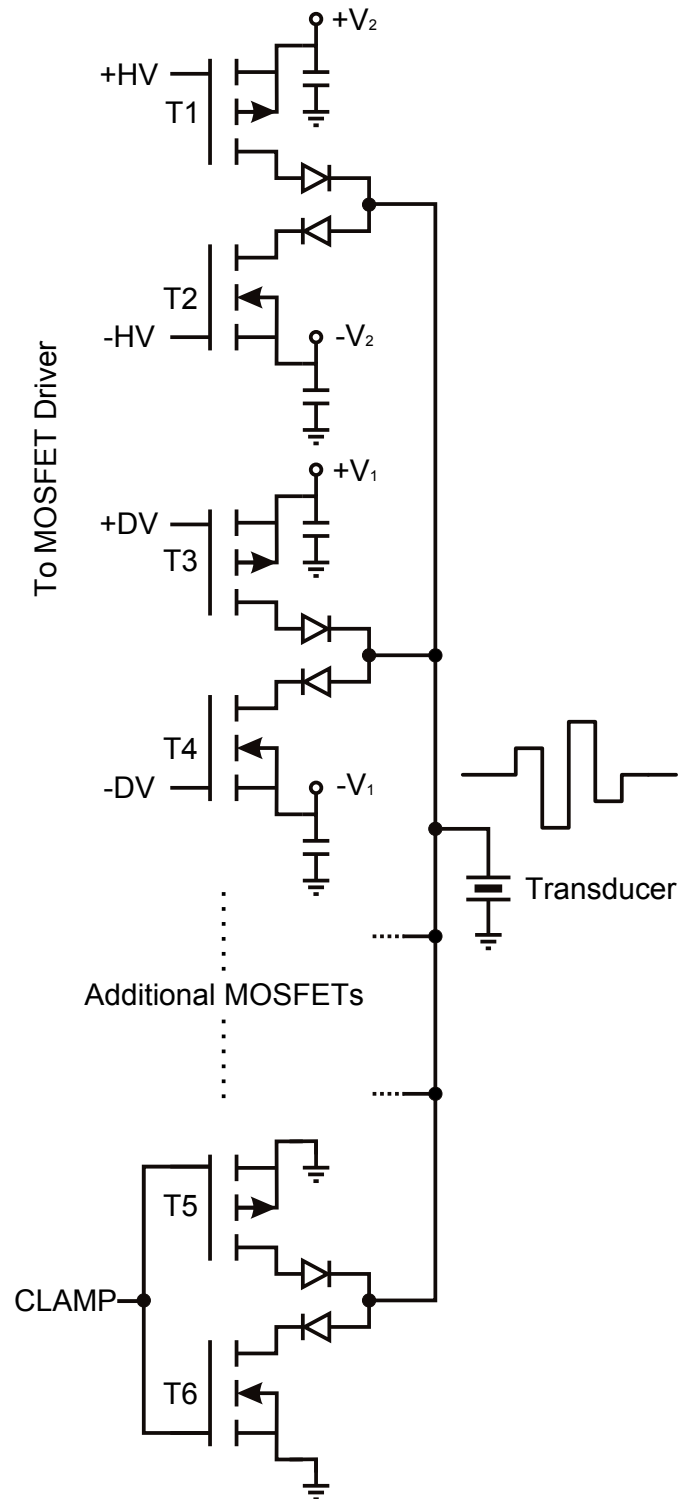 +V₂
+HV
T1
T2
-HV
-V₂
To MOSFET Driver
+V₁
+DV
T3
T4
-DV
-V₁
Transducer
Additional MOSFETs
T5
CLAMP
T6